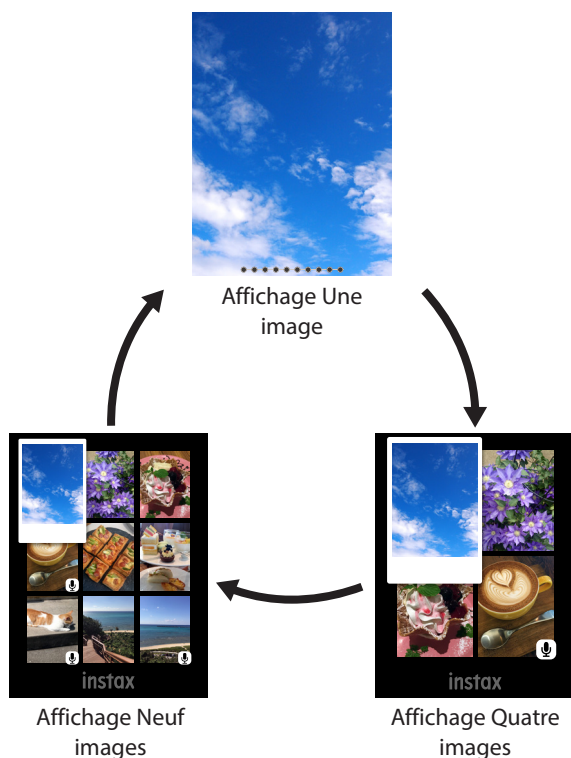 Affichage Une
image
instax
Affichage Neuf
images
instax
Affichage Quatre
images